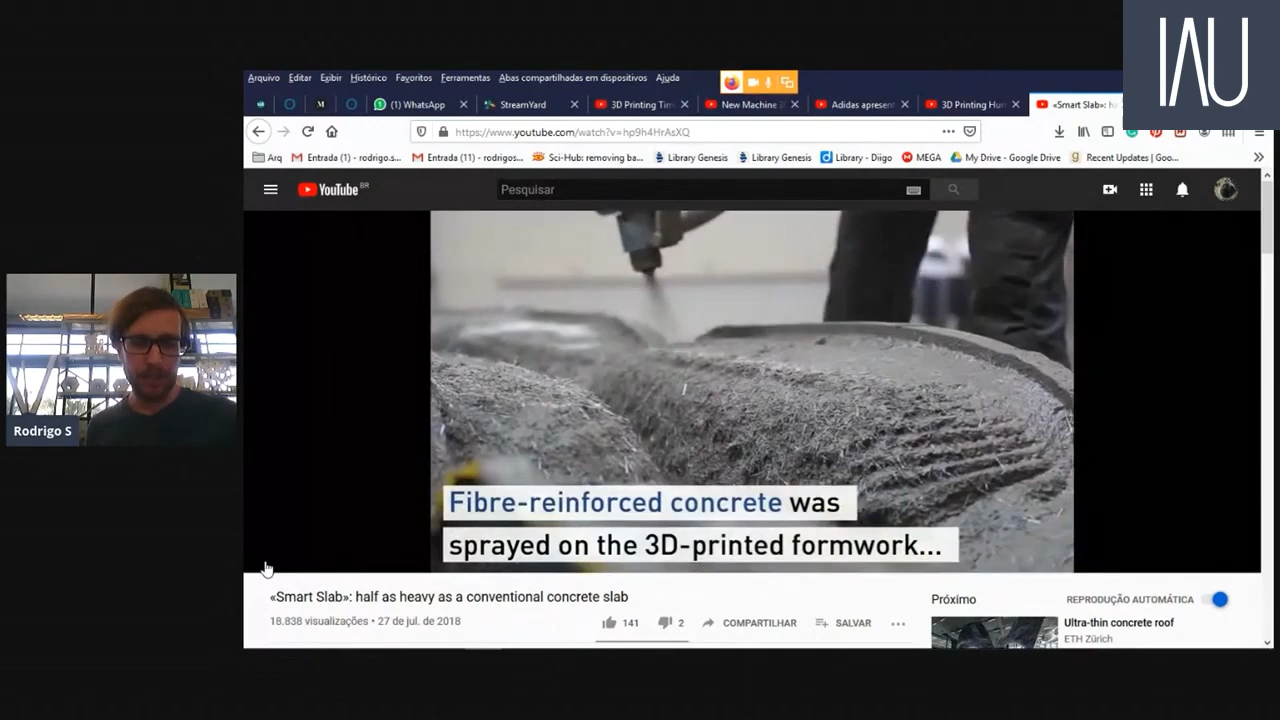 IAU
Arquivo Editar Exibir Histórico Favoritos Ferramentas Abas compartilhadas em dispositivos Ajuda
M (1) WhatsApp StreamYard 3D Printing Tim New Machine 3 Adidas apresent 3D Printing Hu «Smart Slab»: ha
https://www.youtube.com/watch?v=hp9h4HrAsXQ
Arq Entrada (1) - rodrigo.s... Entrada (11) - rodrigos... Sci-Hub: removing ba... Library Genesis Library Genesis Library - Diigo MEGA My Drive - Google Drive Recent Updates | Goo...
YouTube BR Pesquisar
Fibre-reinforced concrete was
sprayed on the 3D-printed formwork...
Rodrigo S
«Smart Slab»: half as heavy as a conventional concrete slab
18.838 visualizações • 27 de jul. de 2018
141 2 COMPARTILHAR SALVAR
Próximo REPRODUÇÃO AUTOMÁTICA
Ultra-thin concrete roof
ETH Zürich